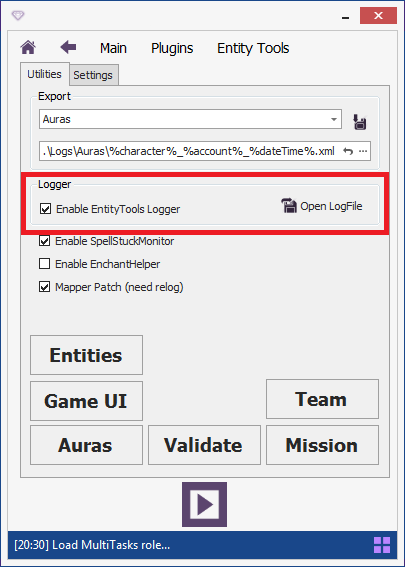 Main Plugins Entity Tools
Utilities Settings
Export
Auras
.\Logs\Auras\%character%_%account%_%dateTime%.xml
Logger
Enable EntityTools Logger Open LogFile
Enable SpellStuckMonitor
Enable EnchantHelper
Mapper Patch (need relog)
Entities
Game UI Team
Auras Validate Mission
[20:30] Load MultiTasks role...